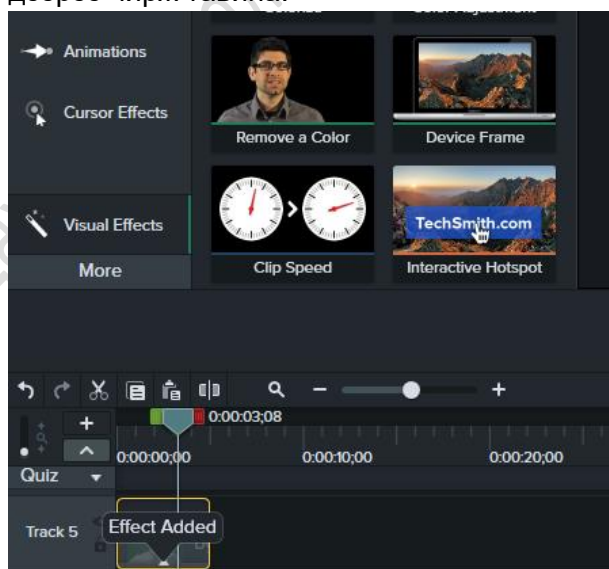 Animations
Cursor Effects
Remove a Color
Device Frame
Visual Effects
TechSmith.com
More
Clip Speed
Interactive Hotspot
0:00:03;08
0:00:00;00
0:00:10;00
0:00:20;00
Quiz
Track 5
Effect Added